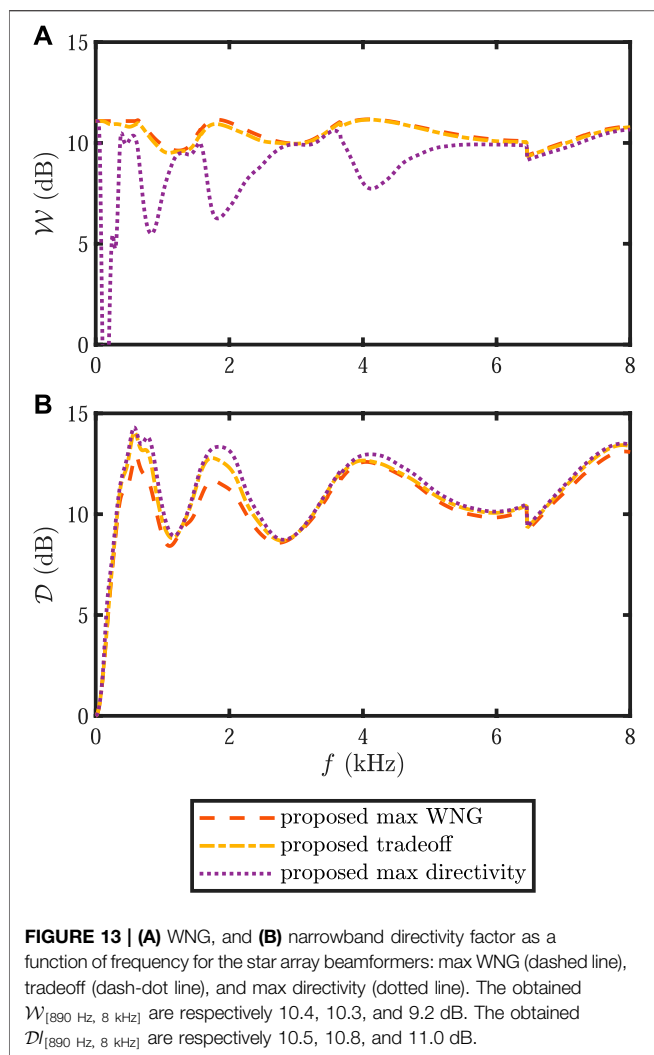 A
15
10
5
0
W (dB)
0 2 4 6 8
B
15
10
5
0
D (dB)
0 2 4 6 8
f (kHz)
proposed max WNG
proposed tradeoff
proposed max directivity
FIGURE 13 | (A) WNG, and (B) narrowband directivity factor as a
function of frequency for the star array beamformers: max WNG (dashed line),
tradeoff (dash-dot line), and max directivity (dotted line). The obtained
𝒲[890 Hz, 8 kHz] are respectively 10.4, 10.3, and 9.2 dB. The obtained
𝒟I[890 Hz, 8 kHz] are respectively 10.5, 10.8, and 11.0 dB.